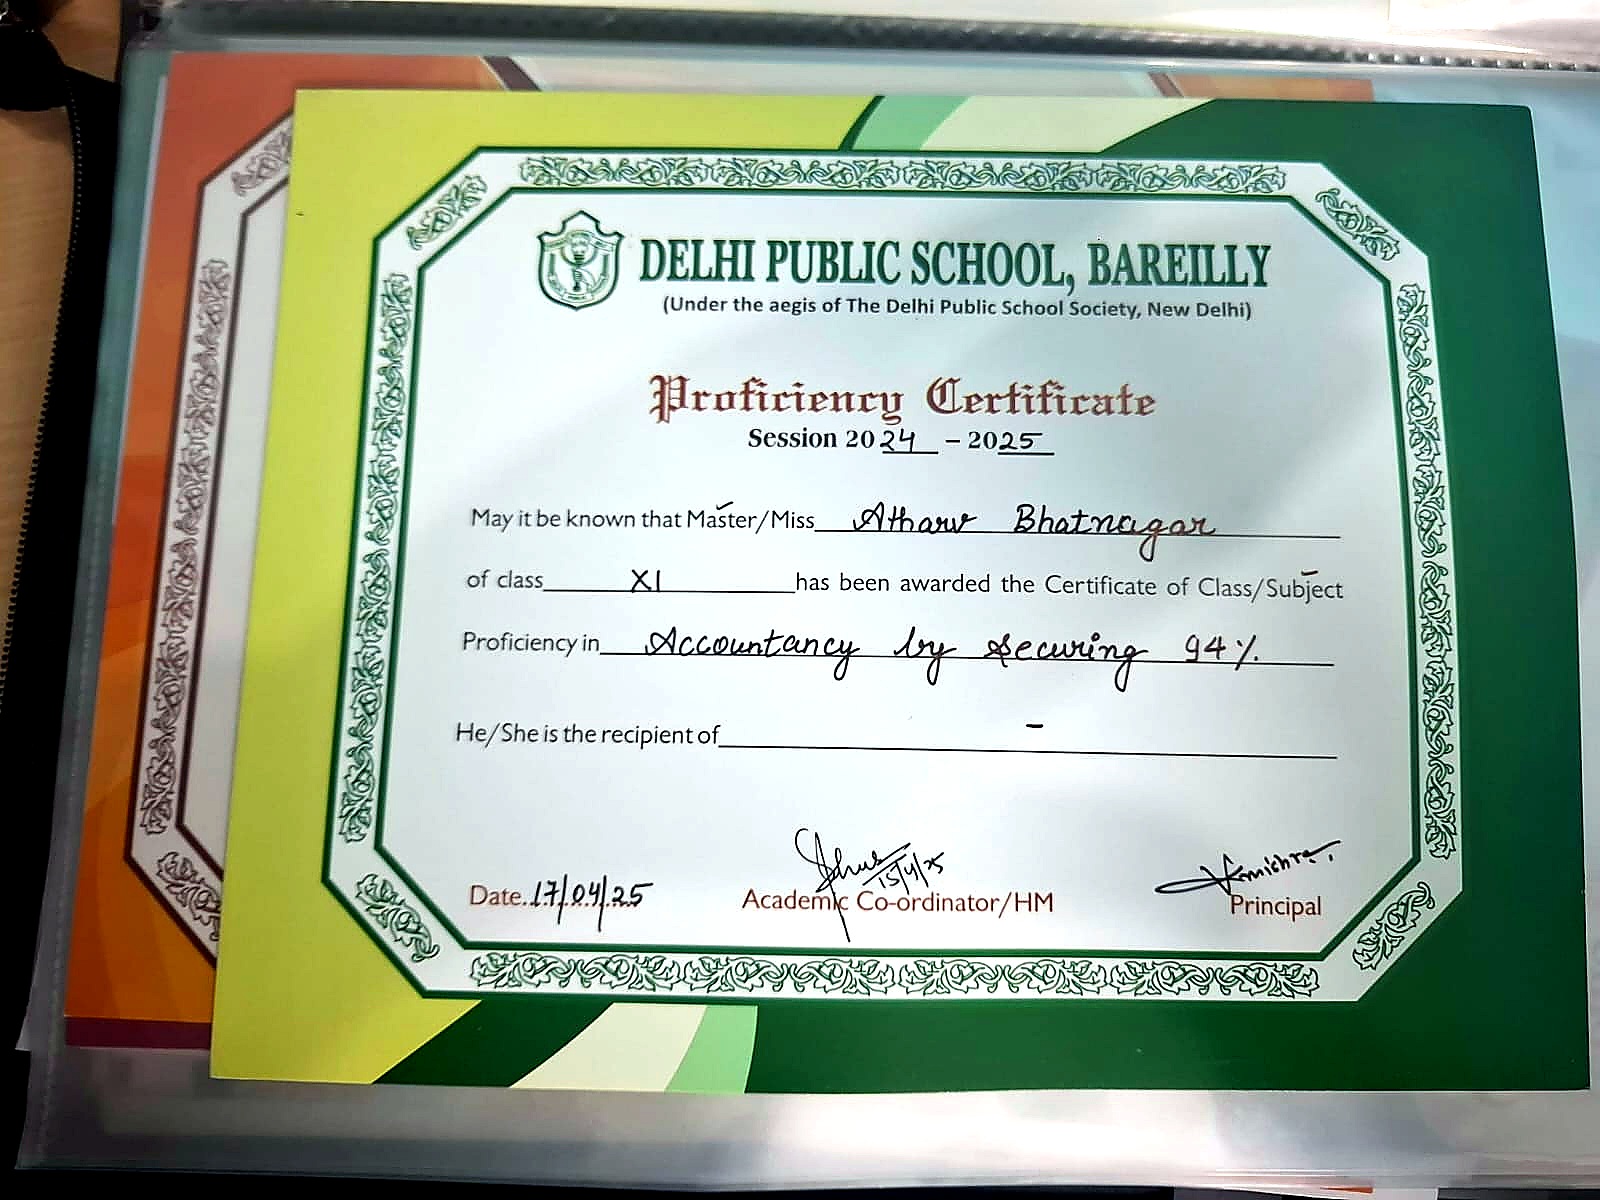 DELHI PUBLIC SCHOOL, BAREILLY
(Under the aegis of The Delhi Public School Society, New Delhi)
Proficiency Certificate
Session 2024 - 2025
May it be known that Master/Miss Atharv Bhatnagar
of class XI has been awarded the Certificate of Class/Subject
Proficiency in Accountancy by securing 94%.
He/She is the recipient of -
15/4/25
Date. 17/04/25 Academic Co-ordinator/HM Principal